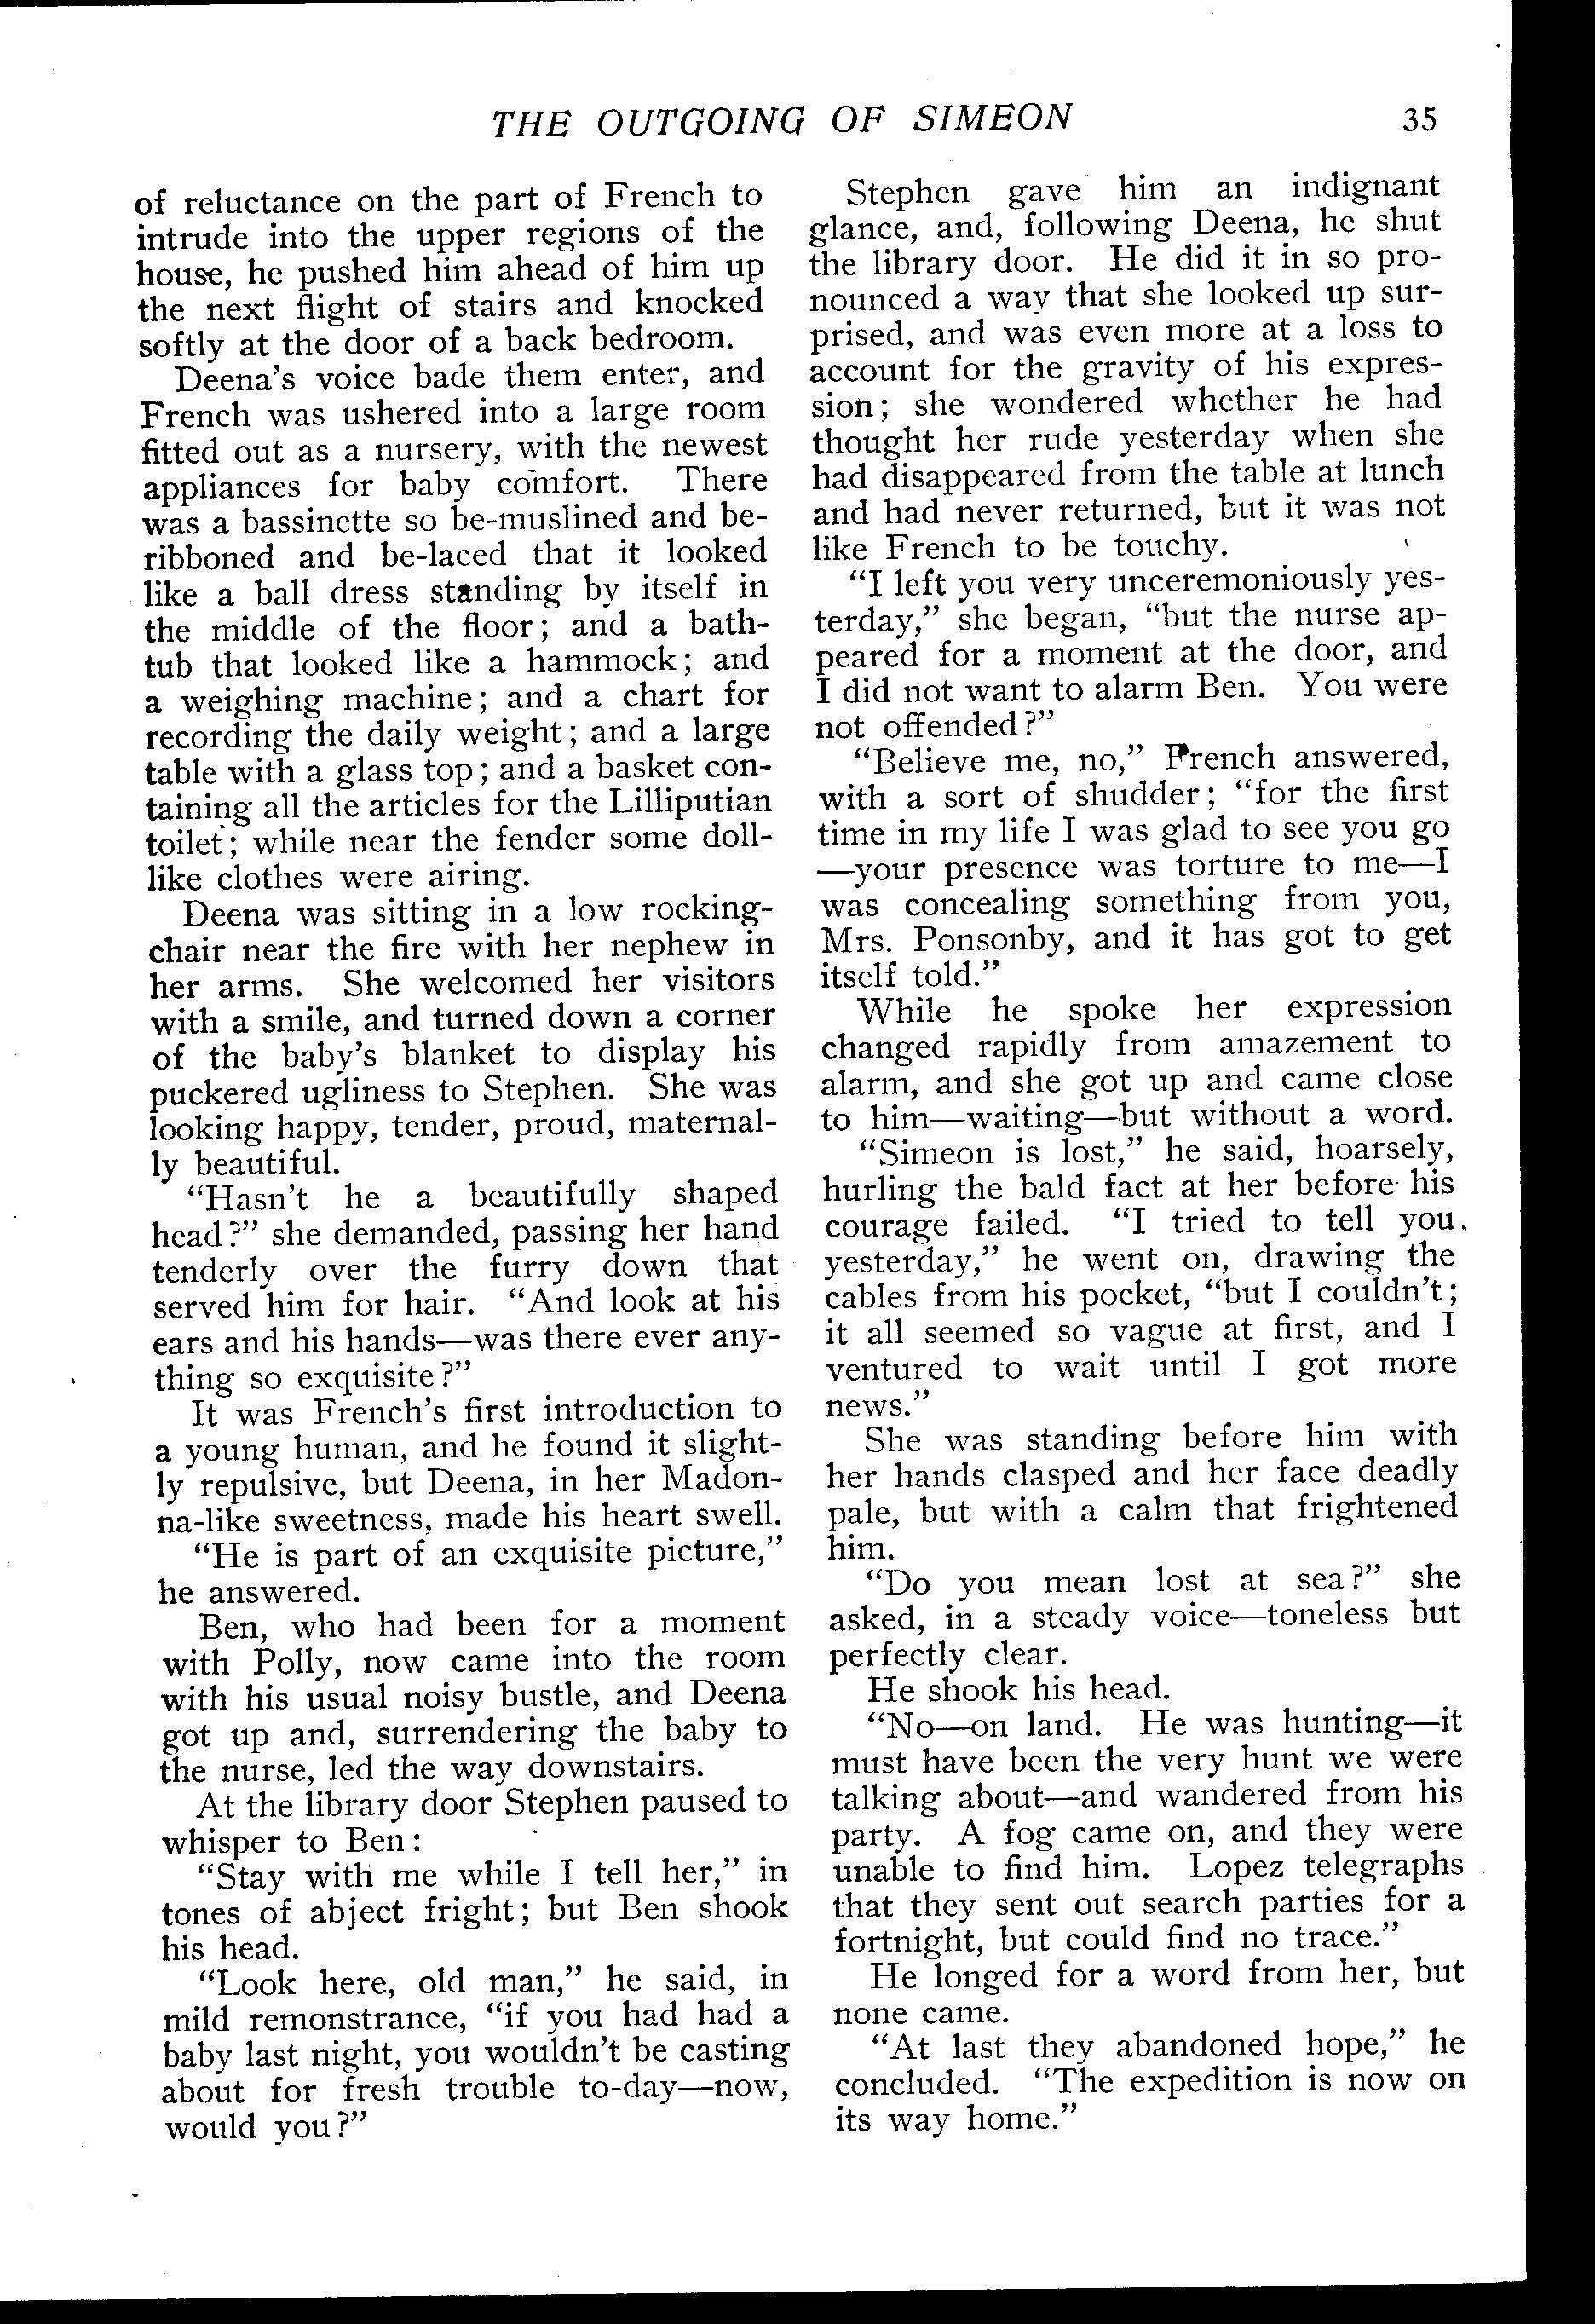 THE OUTGOING OF SIMEON 35
of reluctance on the part of French to
intrude into the upper regions of the
house, he pushed him ahead of him up
the next flight of stairs and knocked
softly at the door of a back bedroom.
Deena's voice bade them enter, and
French was ushered into a large room
fitted out as a nursery, with the newest
appliances for baby comfort. There
was a bassinette so be-muslined and be-
ribboned and be-laced that it looked
like a ball dress standing by itself in
the middle of the floor; and a bath-
tub that looked like a hammock; and
a weighing machine; and a chart for
recording the daily weight; and a large
table with a glass top; and a basket con-
taining all the articles for the Lilliputian
toilet; while near the fender some doll-
like clothes were airing.
Deena was sitting in a low rocking-
chair near the fire with her nephew in
her arms. She welcomed her visitors
with a smile, and turned down a corner
of the baby's blanket to display his
puckered ugliness to Stephen. She was
looking happy, tender, proud, maternal-
ly beautiful.
"Hasn't he a beautifully shaped
head?" she demanded, passing her hand
tenderly over the furry down that
served him for hair. "And look at his
ears and his hands—was there ever any-
thing so exquisite?"
It was French's first introduction to
a young human, and he found it slight-
ly repulsive, but Deena, in her Madon-
na-like sweetness, made his heart swell.
"He is part of an exquisite picture,"
he answered.
Ben, who had been for a moment
with Polly, now came into the room
with his usual noisy bustle, and Deena
got up and, surrendering the baby to
the nurse, led the way downstairs.
At the library door Stephen paused to
whisper to Ben:
"Stay with me while I tell her," in
tones of abject fright; but Ben shook
his head.
"Look here, old man," he said, in
mild remonstrance, "if you had had a
baby last night, you wouldn't be casting
about for fresh trouble to-day—now,
would you?"
Stephen gave him an indignant
glance, and, following Deena, he shut
the library door. He did it in so pro-
nounced a way that she looked up sur-
prised, and was even more at a loss to
account for the gravity of his expres-
sion; she wondered whether he had
thought her rude yesterday when she
had disappeared from the table at lunch
and had never returned, but it was not
like French to be touchy.
"I left you very unceremoniously yes-
terday," she began, "but the nurse ap-
peared for a moment at the door, and
I did not want to alarm Ben. You were
not offended?"
"Believe me, no," French answered,
with a sort of shudder; "for the first
time in my life I was glad to see you go
—your presence was torture to me—I
was concealing something from you,
Mrs. Ponsonby, and it has got to get
itself told."
While he spoke her expression
changed rapidly from amazement to
alarm, and she got up and came close
to him—waiting—but without a word.
"Simeon is lost," he said, hoarsely,
hurling the bald fact at her before his
courage failed. "I tried to tell you.
yesterday," he went on, drawing the
cables from his pocket, "but I couldn't;
it all seemed so vague at first, and I
ventured to wait until I got more
news."
She was standing before him with
her hands clasped and her face deadly
pale, but with a calm that frightened
him.
"Do you mean lost at sea?" she
asked, in a steady voice—toneless but
perfectly clear.
He shook his head.
"No—on land. He was hunting—it
must have been the very hunt we were
talking about—and wandered from his
party. A fog came on, and they were
unable to find him. Lopez telegraphs
that they sent out search parties for a
fortnight, but could find no trace."
He longed for a word from her, but
none came.
"At last they abandoned hope," he
concluded. "The expedition is now on
its way home."